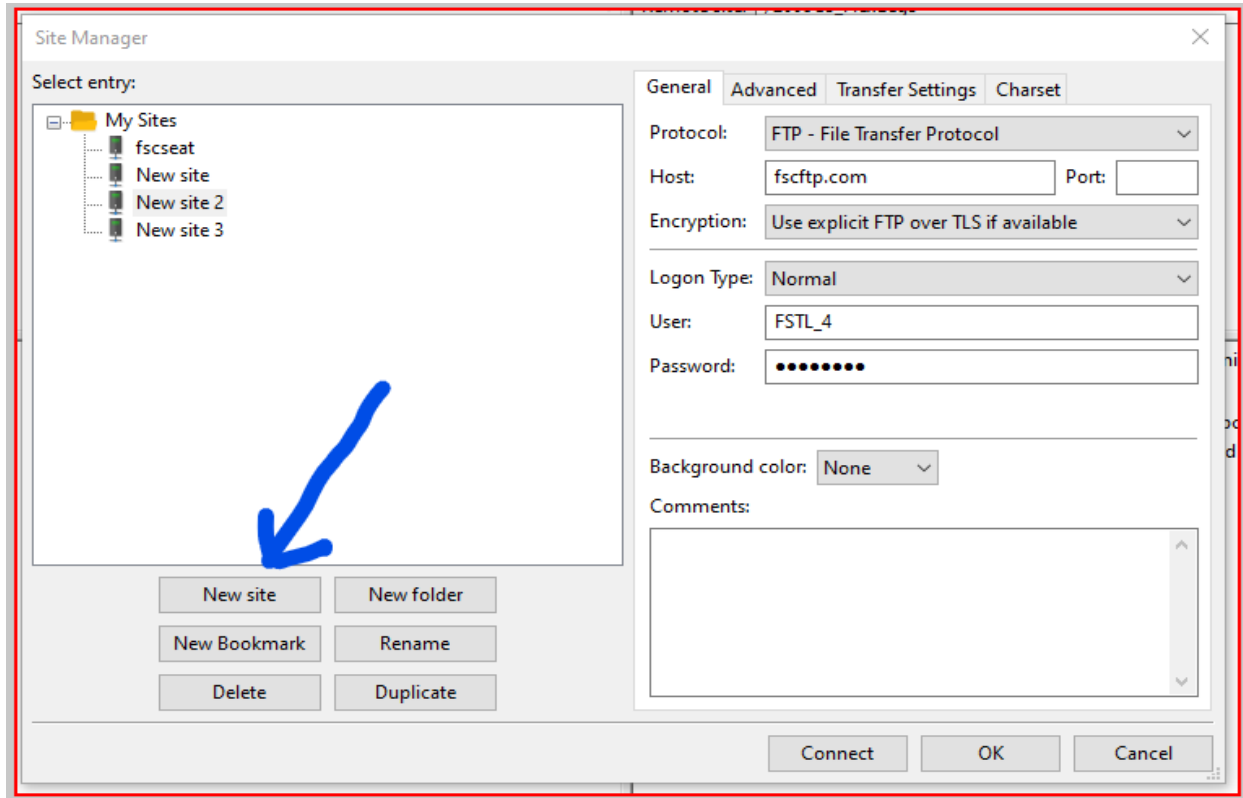 Site Manager
Select entry:
My Sites
fscseat
New site
New site 2
New site 3
New site New folder
New Bookmark Rename
Delete Duplicate
General Advanced Transfer Settings Charset
Protocol: FTP - File Transfer Protocol
Host: fscftp.com Port:
Encryption: Use explicit FTP over TLS if available
Logon Type: Normal
User: FSTL_4
Password: ●●●●●●●●
Background color: None
Comments:
Connect OK Cancel